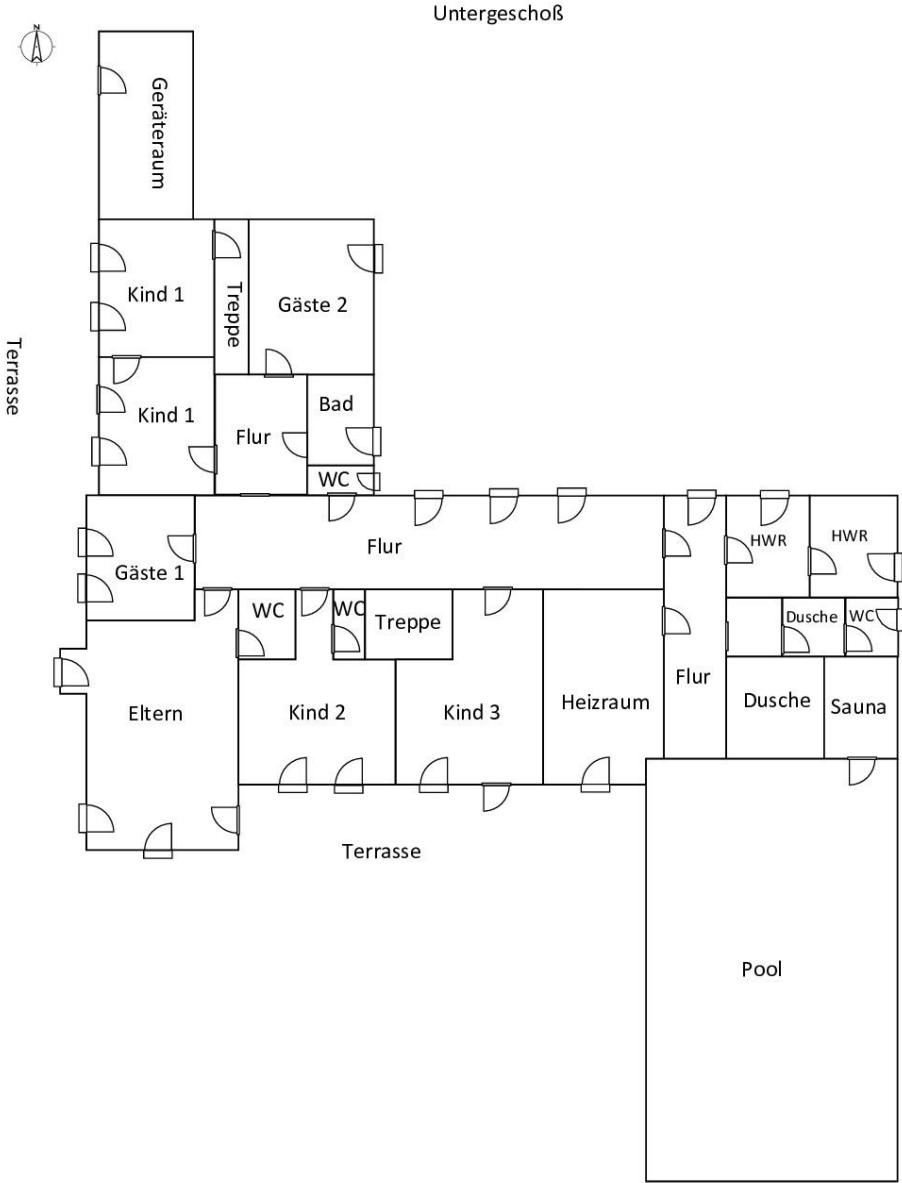 Untergeschoß
N
Geräteraum
Kind 1
Treppe
Gäste 2
Terrasse
Kind 1
Flur
Bad
WC
Gäste 1
Flur
HWR
HWR
WC
WC
Treppe
Dusche
WC
Eltern
Kind 2
Kind 3
Heizraum
Flur
Dusche
Sauna
Terrasse
Pool